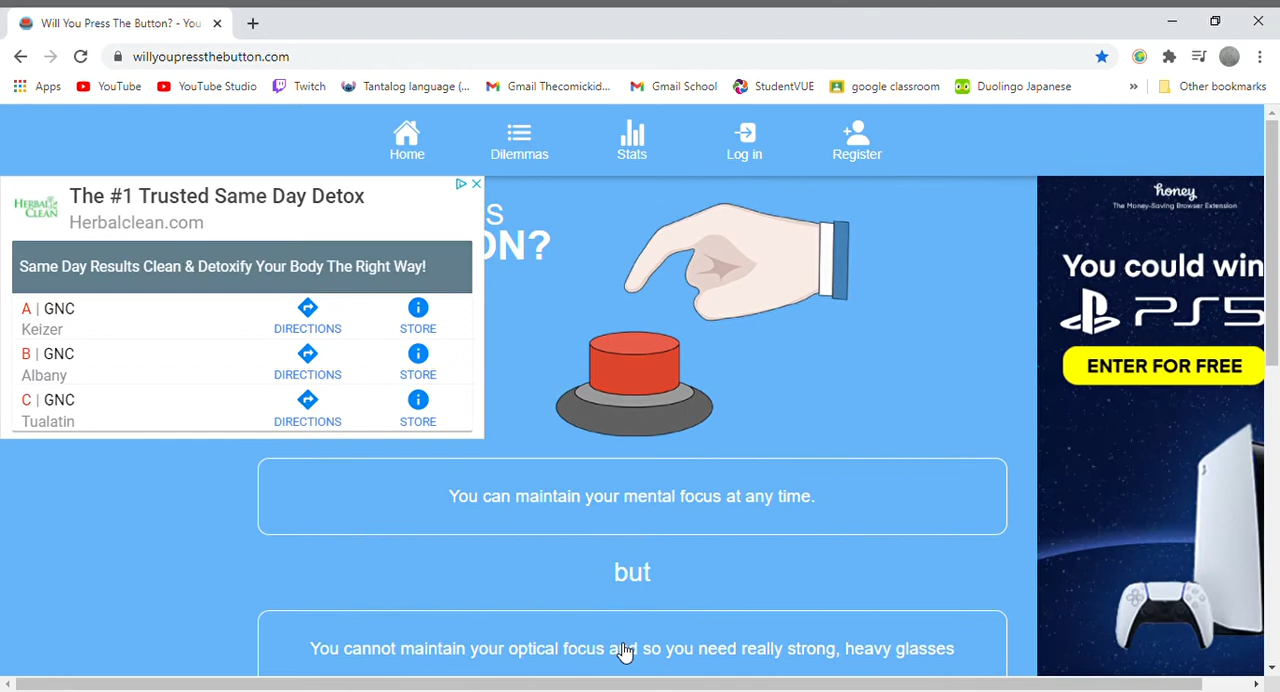 Will You Press The Button? - You
willyoupressthebutton.com
Apps YouTube YouTube Studio Twitch Tantalog language (... Gmail Thecomickid... Gmail School StudentVUE google classroom Duolingo Japanese » Other bookmarks
Home Dilemmas Stats Log in Register
The #1 Trusted Same Day Detox
HERBAL CLEAN
Herbalclean.com
Same Day Results Clean & Detoxify Your Body The Right Way!
A | GNC
Keizer
DIRECTIONS STORE
B | GNC
Albany
DIRECTIONS STORE
C | GNC
Tualatin
DIRECTIONS STORE
S
ON?
You can maintain your mental focus at any time.
but
You cannot maintain your optical focus and so you need really strong, heavy glasses
honey
The Money-Saving Browser Extension
You could win
PS5
ENTER FOR FREE